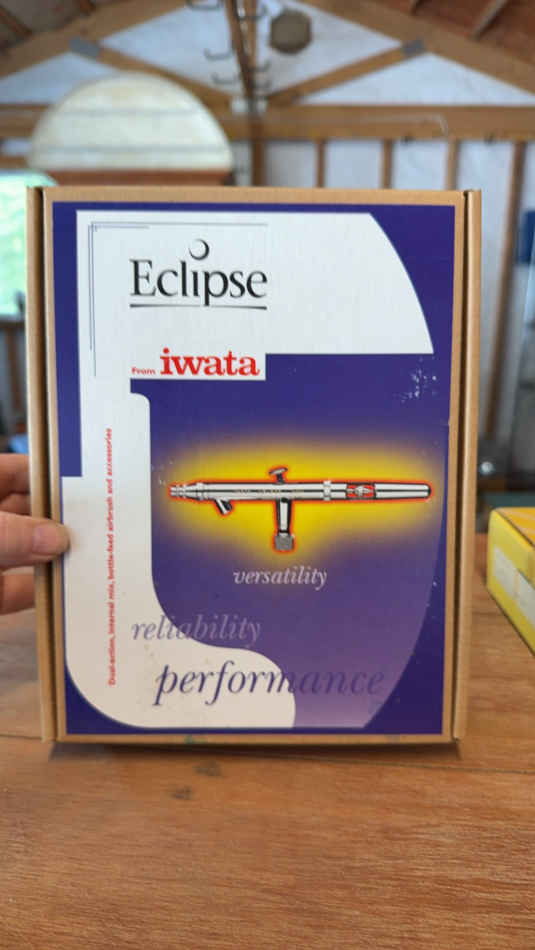 Eclipse
From iwata
Dual-action, internal mix, bottle-feed airbrush and accessories
versatility
reliability
performance